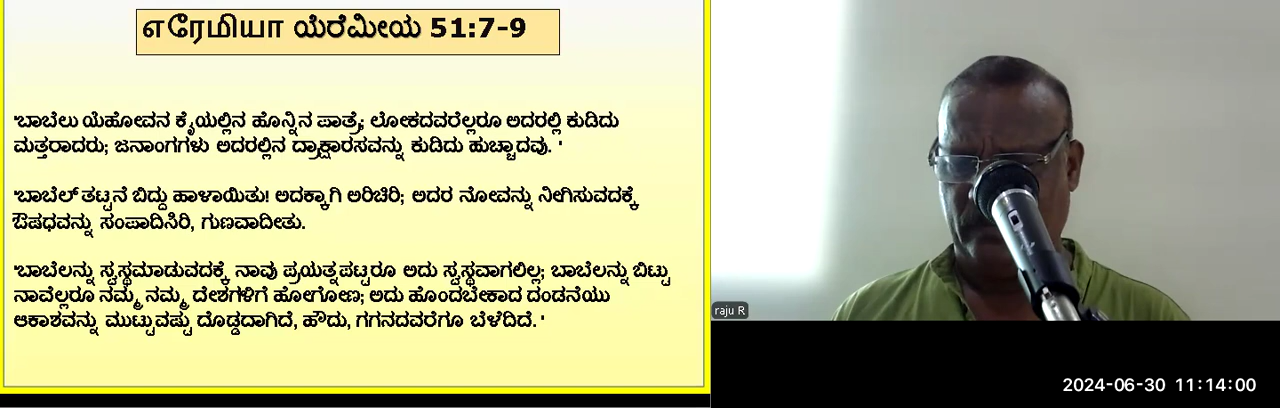 எரேமியா ಯೆರೆಮೀಯ 51:7-9
'ಬಾಬೆಲು ಯೆಹೋವನ ಕೈಯಲ್ಲಿನ ಹೊನ್ನಿನ ಪಾತ್ರೆ; ಲೋಕದವರೆಲ್ಲರೂ ಅದರಲ್ಲಿ ಕುಡಿದು
ಮತ್ತರಾದರು; ಜನಾಂಗಗಳು ಅದರಲ್ಲಿನ ದ್ರಾಕ್ಷಾರಸವನ್ನು ಕುಡಿದು ಹುಚ್ಚಾದವು. '
'ಬಾಬೆಲ್ ತಟ್ಟನೆ ಬಿದ್ದು ಹಾಳಾಯಿತು! ಅದಕ್ಕಾಗಿ ಅರಚಿರಿ; ಅದರ ನೋವನ್ನು ನೀಗಿಸುವದಕ್ಕೆ
ಔಷಧವನ್ನು ಸಂಪಾದಿಸಿರಿ, ಗುಣವಾದೀತು.
'ಬಾಬೆಲನ್ನು ಸ್ವಸ್ಥಮಾಡುವದಕ್ಕೆ ನಾವು ಪ್ರಯತ್ನಪಟ್ಟರೂ ಅದು ಸ್ವಸ್ಥವಾಗಲಿಲ್ಲ; ಬಾಬೆಲನ್ನು ಬಿಟ್ಟು
ನಾವೆಲ್ಲರೂ ನಮ್ಮ ನಮ್ಮ ದೇಶಗಳಿಗೆ ಹೋಗೋಣ; ಅದು ಹೊಂದಬೇಕಾದ ದಂಡನೆಯು
ಆಕಾಶವನ್ನು ಮುಟ್ಟುವಷ್ಟು ದೊಡ್ಡದಾಗಿದೆ, ಹೌದು, ಗಗನದವರೆಗೂ ಬೆಳೆದಿದೆ. '
raju R
2024-06-30 11:14:00